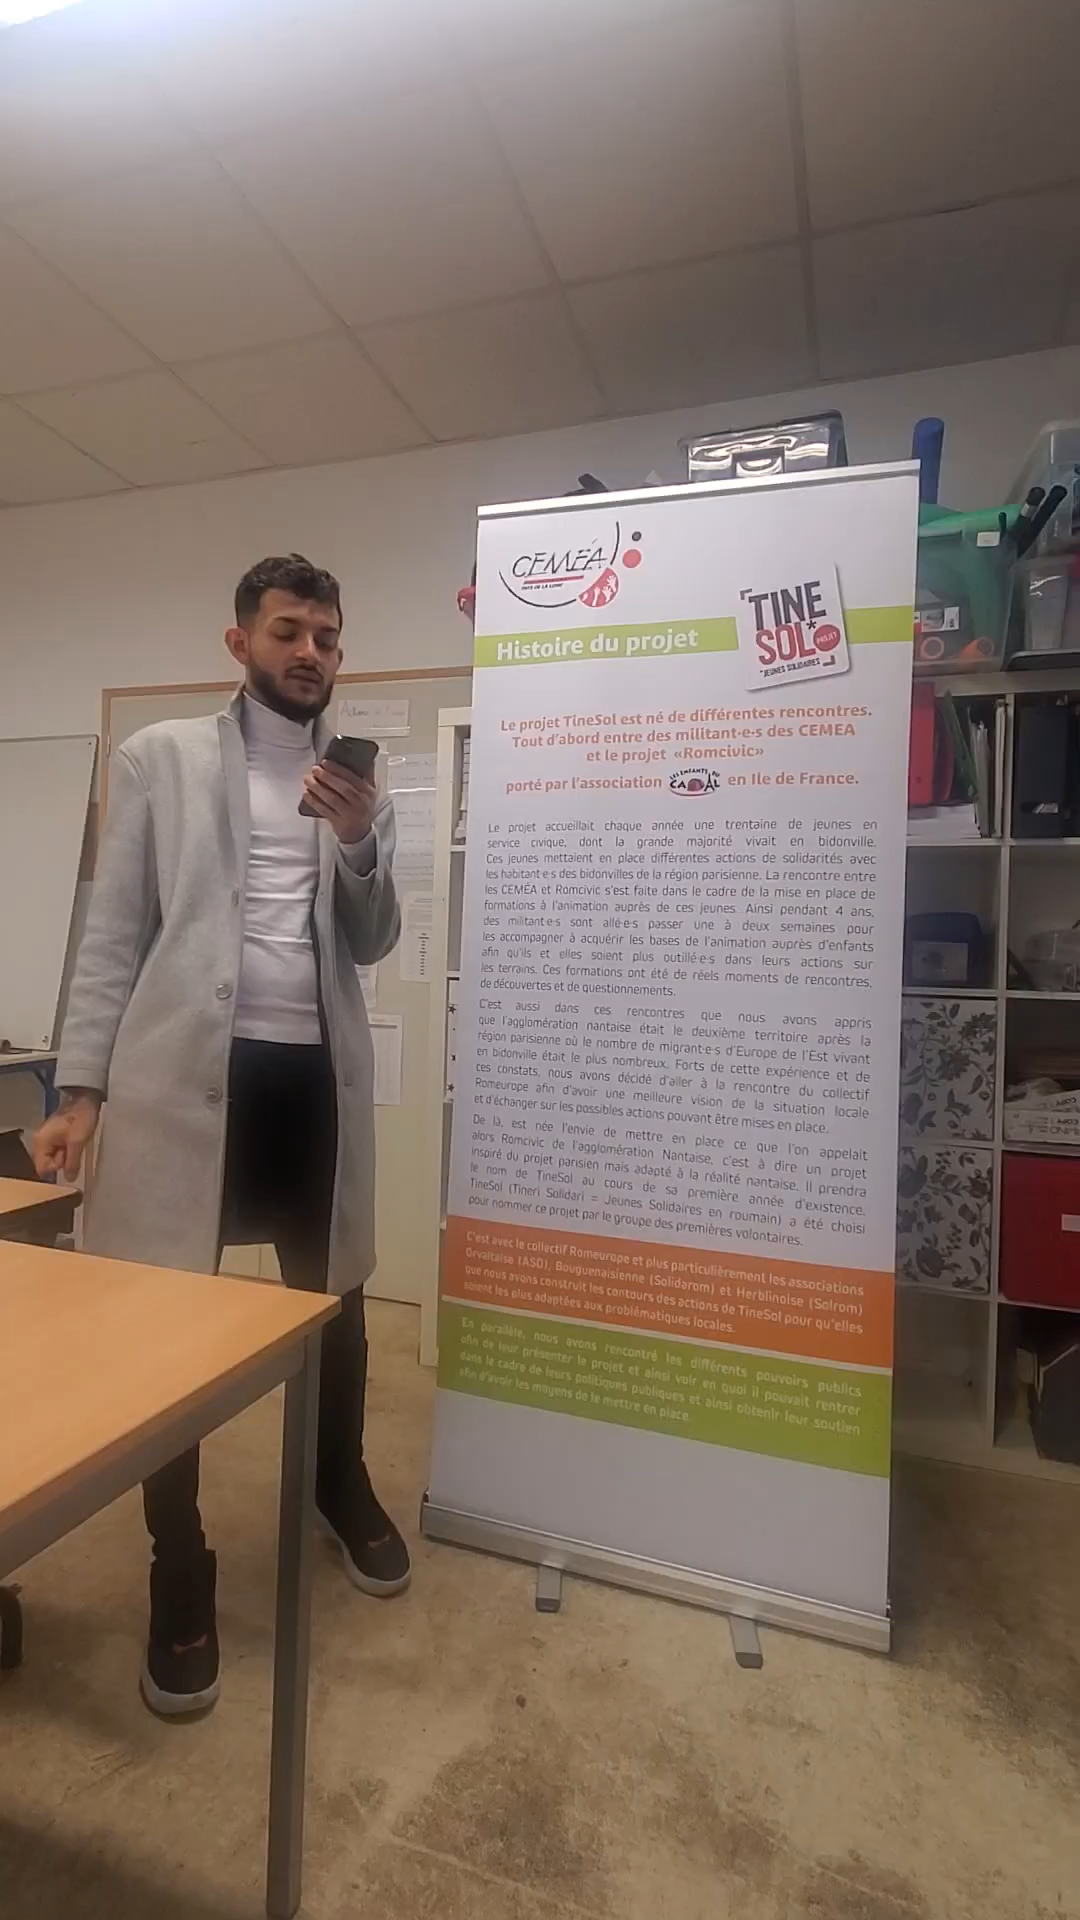 CEMÉA
PAYS DE LA LOIRE
TINE
SOL*
PROJET
*JEUNES SOLIDAIRES
Histoire du projet
Le projet TineSol est né de différentes rencontres.
Tout d'abord entre des militant·e·s des CEMEA
et le projet «Romcivic»
porté par l'association LES ENFANTS DU CANAL en Ile de France.
Le projet accueillait chaque année une trentaine de jeunes en
service civique, dont la grande majorité vivait en bidonville.
Ces jeunes mettaient en place différentes actions de solidarités avec
les habitant·e·s des bidonvilles de la région parisienne. La rencontre entre
les CEMÉA et Romcivic s'est faite dans le cadre de la mise en place de
formations à l'animation auprès de ces jeunes. Ainsi pendant 4 ans,
des militant·e·s sont allé·e·s passer une à deux semaines pour
les accompagner à acquérir les bases de l'animation auprès d'enfants
afin qu'ils et elles soient plus outillé·e·s dans leurs actions sur
les terrains. Ces formations ont été de réels moments de rencontres,
de découvertes et de questionnements.
C'est aussi dans ces rencontres que nous avons appris
que l'agglomération nantaise était le deuxième territoire après la
région parisienne où le nombre de migrant·e·s d'Europe de l'Est vivant
en bidonville était le plus nombreux. Forts de cette expérience et de
ces constats, nous avons décidé d'aller à la rencontre du collectif
Romeurope afin d'avoir une meilleure vision de la situation locale
et d'échanger sur les possibles actions pouvant être mises en place.
De là, est née l'envie de mettre en place ce que l'on appelait
alors Romcivic de l'agglomération Nantaise, c'est à dire un projet
inspiré du projet parisien mais adapté à la réalité nantaise. Il prendra
le nom de TineSol au cours de sa première année d'existence.
TineSol (Tineri Solidari = Jeunes Solidaires en roumain) a été choisi
pour nommer ce projet par le groupe des premières volontaires.
C'est avec le collectif Romeurope et plus particulièrement les associations
Orvaltaise (ASO), Bouguenaisienne (Solidarom) et Herblinoise (Solrom)
que nous avons construit les contours des actions de TineSol pour qu'elles
soient les plus adaptées aux problématiques locales.
En parallèle, nous avons rencontré les différents pouvoirs publics
afin de leur présenter le projet et ainsi voir en quoi il pouvait rentrer
dans le cadre de leurs politiques publiques et ainsi obtenir leur soutien
afin d'avoir les moyens de le mettre en place.